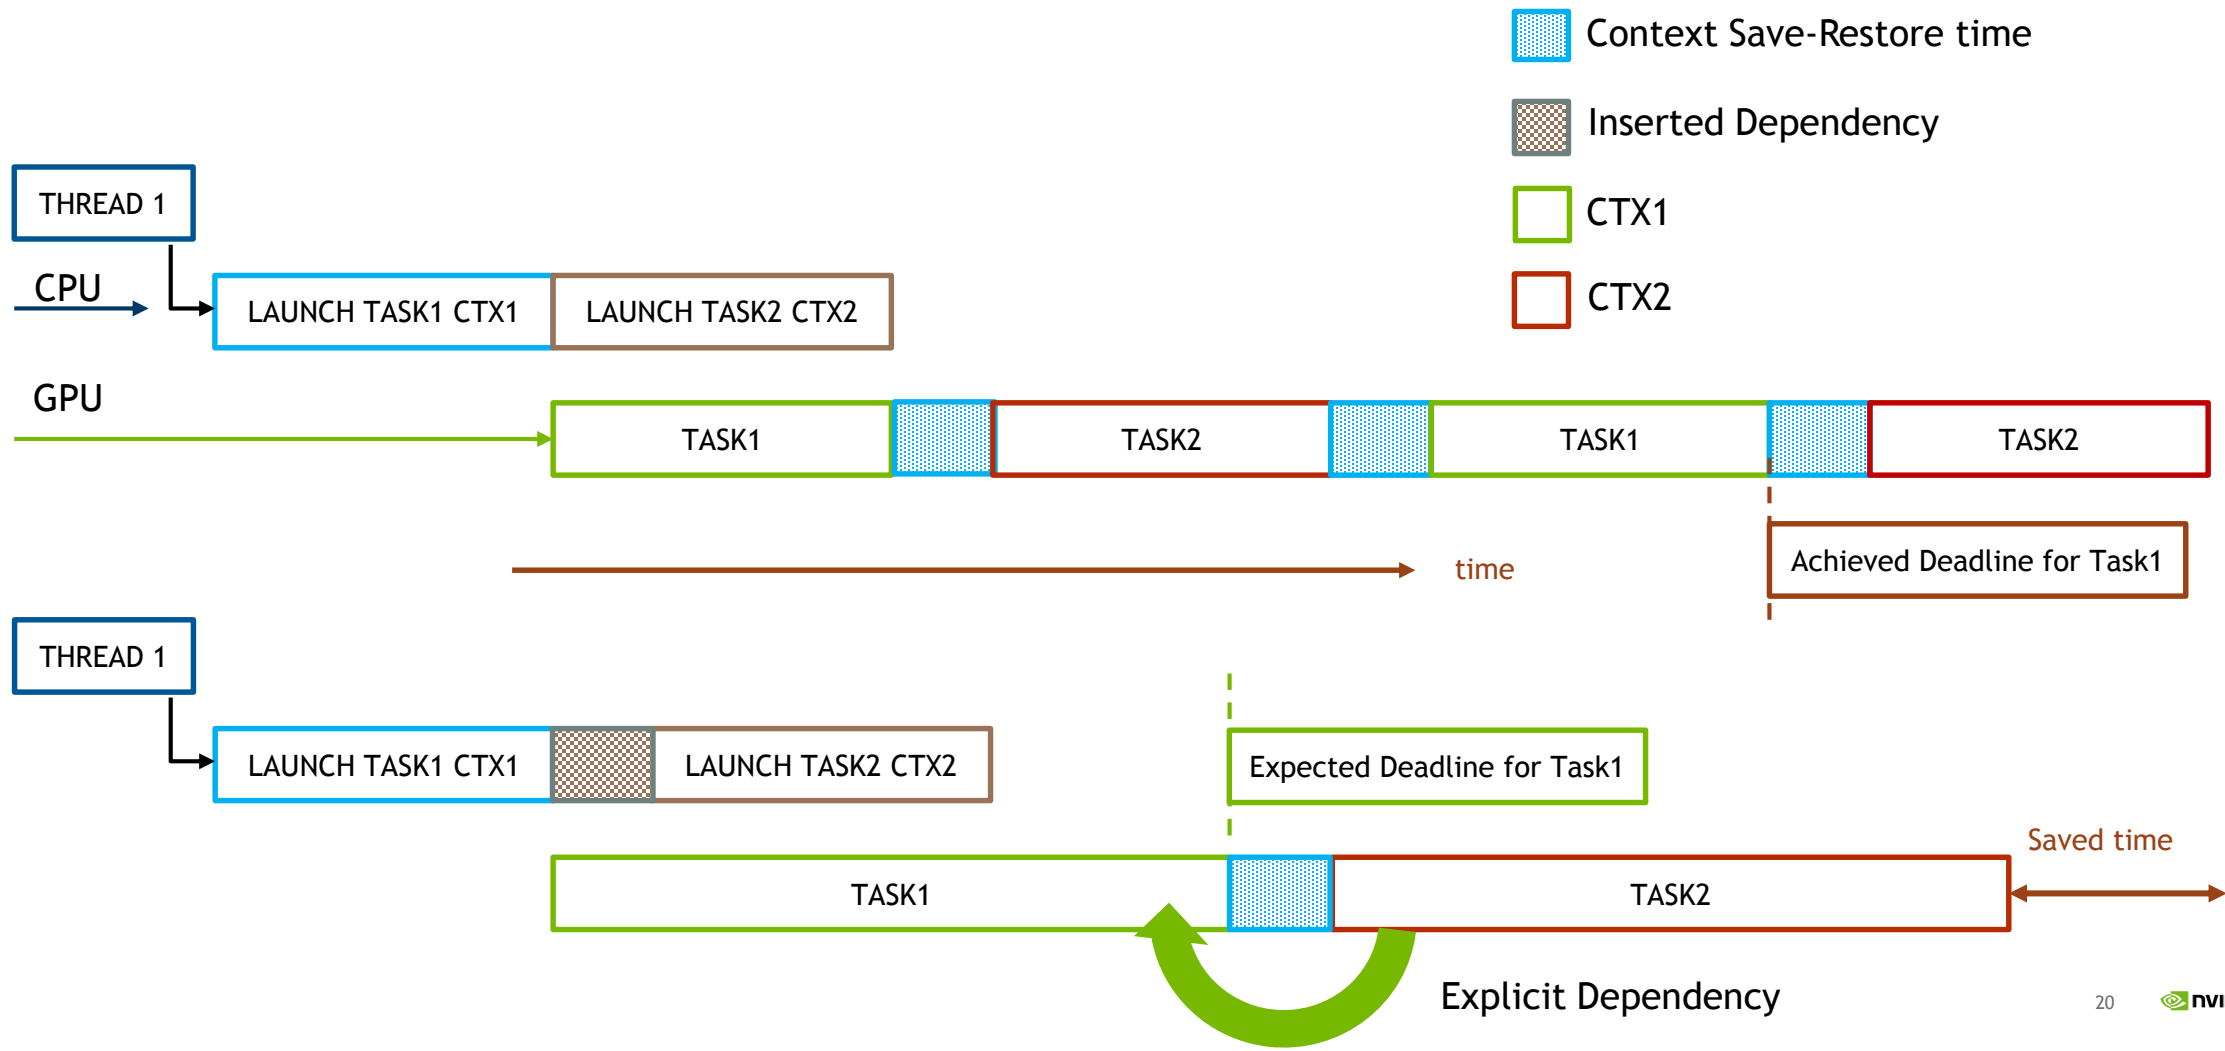 Context Save-Restore time
Inserted Dependency
CTX1
CTX2
THREAD 1
CPU
LAUNCH TASK1 CTX1
LAUNCH TASK2 CTX2
GPU
TASK1
TASK2
TASK1
TASK2
time
Achieved Deadline for Task1
THREAD 1
LAUNCH TASK1 CTX1
LAUNCH TASK2 CTX2
Expected Deadline for Task1
Saved time
TASK1
TASK2
Explicit Dependency
20
nvi